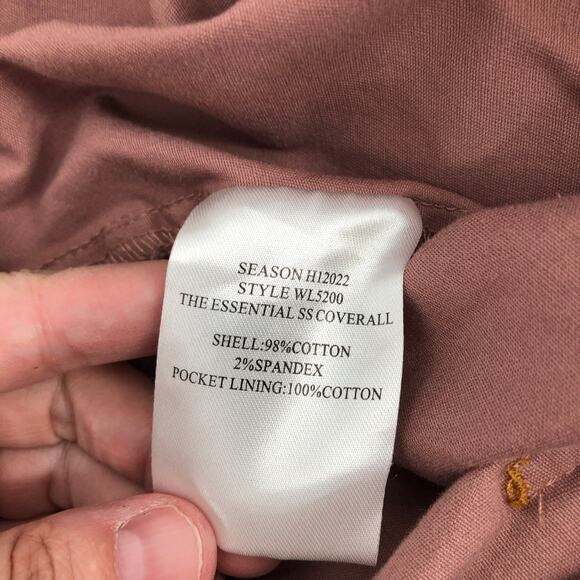 SEASON H12022
STYLE WL5200
THE ESSENTIAL SS COVERALL
SHELL:98%COTTON
2%SPANDEX
POCKET LINING:100%COTTON